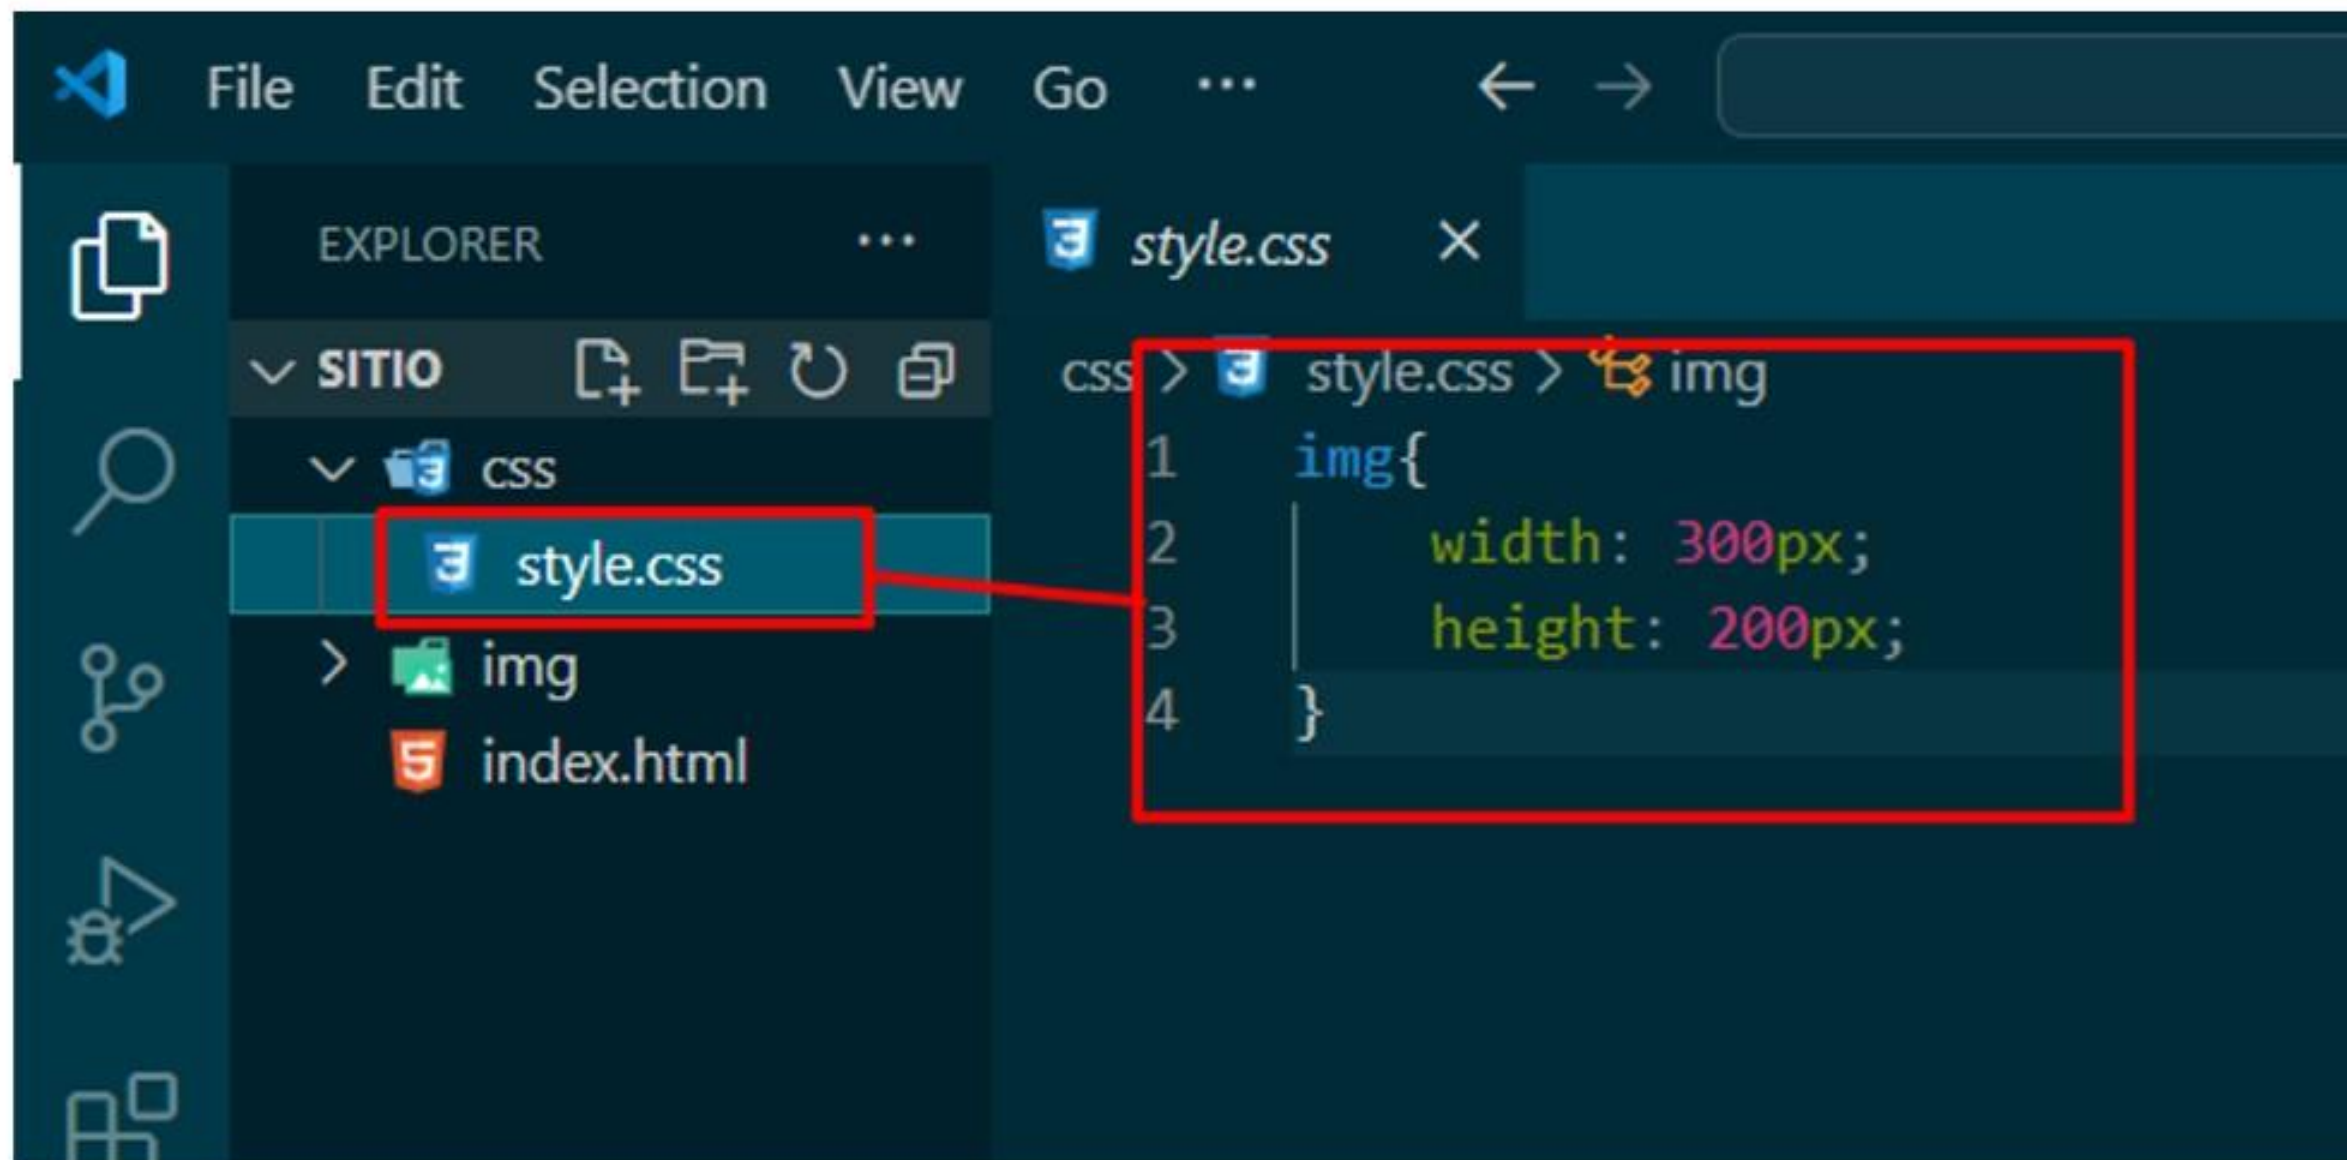 File Edit Selection View Go ...
EXPLORER ...
SITIO
css
style.css
img
index.html
style.css
css > style.css > img
1 img{
2 width: 300px;
3 height: 200px;
4 }